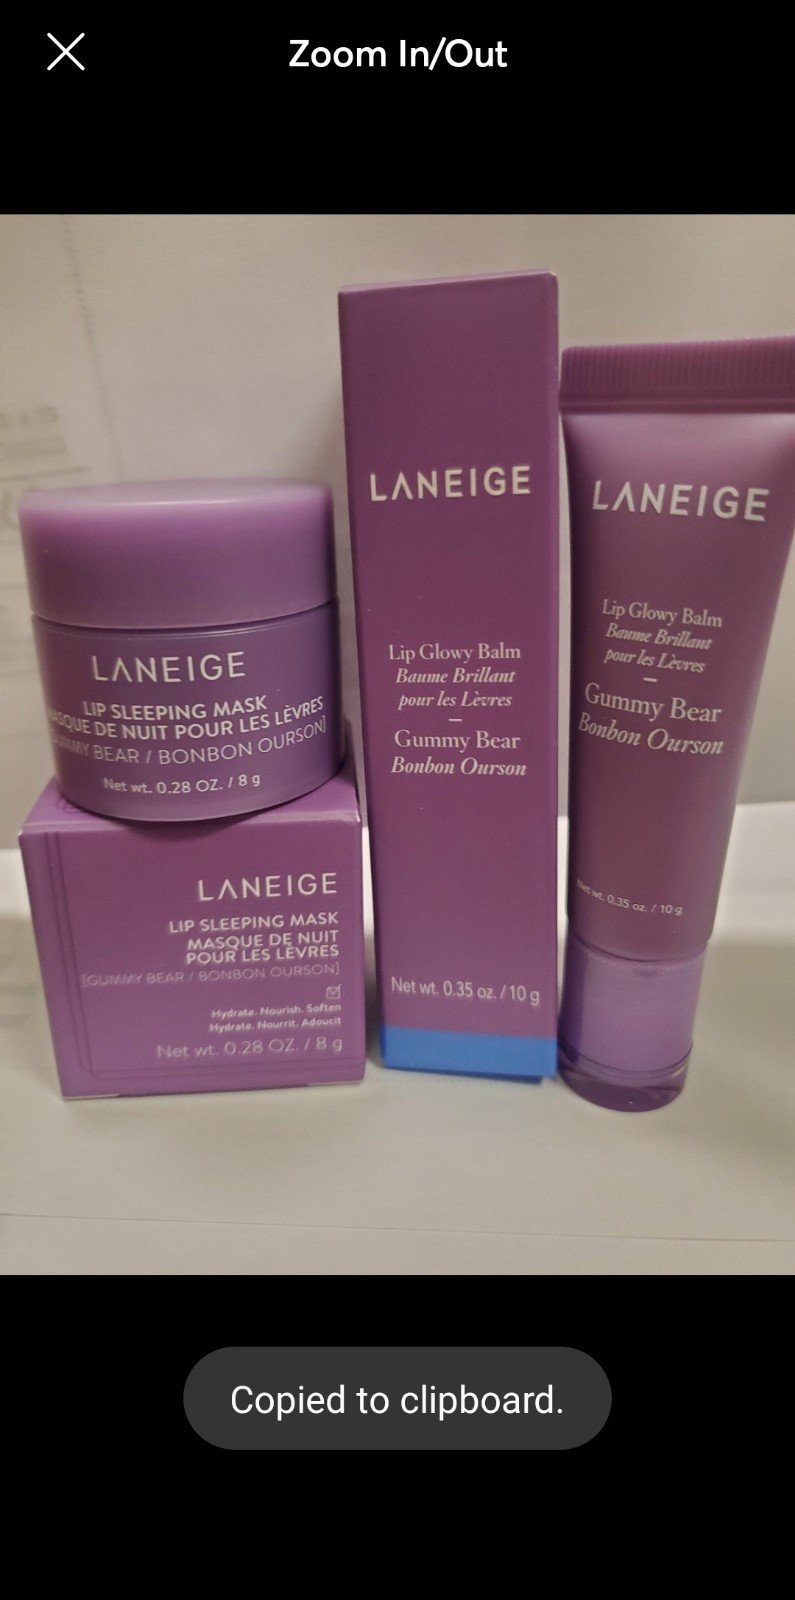 Zoom In/Out
LANEIGE
LIP SLEEPING MASK
MASQUE DE NUIT POUR LES LÈVRES
[GUMMY BEAR / BONBON OURSON]
Net wt. 0.28 OZ. / 8 g
LANEIGE
LIP SLEEPING MASK
MASQUE DE NUIT
POUR LES LÈVRES
[GUMMY BEAR / BONBON OURSON]
Hydrate. Nourish. Soften
Hydrate. Nourrit. Adoucit
Net wt. 0.28 OZ. / 8 g
LANEIGE
Lip Glowy Balm
Baume Brillant
pour les Lèvres
Gummy Bear
Bonbon Ourson
Net wt. 0.35 oz. / 10 g
LANEIGE
Lip Glowy Balm
Baume Brillant
pour les Lèvres
Gummy Bear
Bonbon Ourson
Net wt. 0.35 oz. / 10 g
Copied to clipboard.